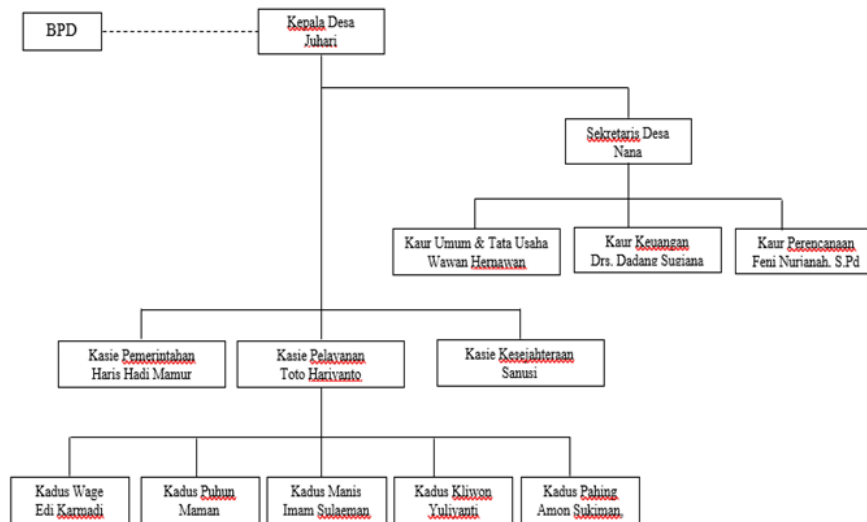 BPD
Kepala Desa
Juhari
Sekretaris Desa
Nana
Kaur Umum & Tata Usaha
Wawan Hernawan
Kaur Keuangan
Drs. Dadang Sugiana
Kaur Perencanaan
Feni Nurjanah, S.Pd
Kasie Pemerintahan
Haris Hadi Mamur
Kasie Pelayanan
Toto Hariyanto
Kasie Kesejahteraan
Sanusi
Kadus Wage
Edi Karmadi
Kadus Puhun
Maman
Kadus Manis
Imam Sulaeman
Kadus Kliwon
Yuliyanti
Kadus Pahing
Amon Sukiman,